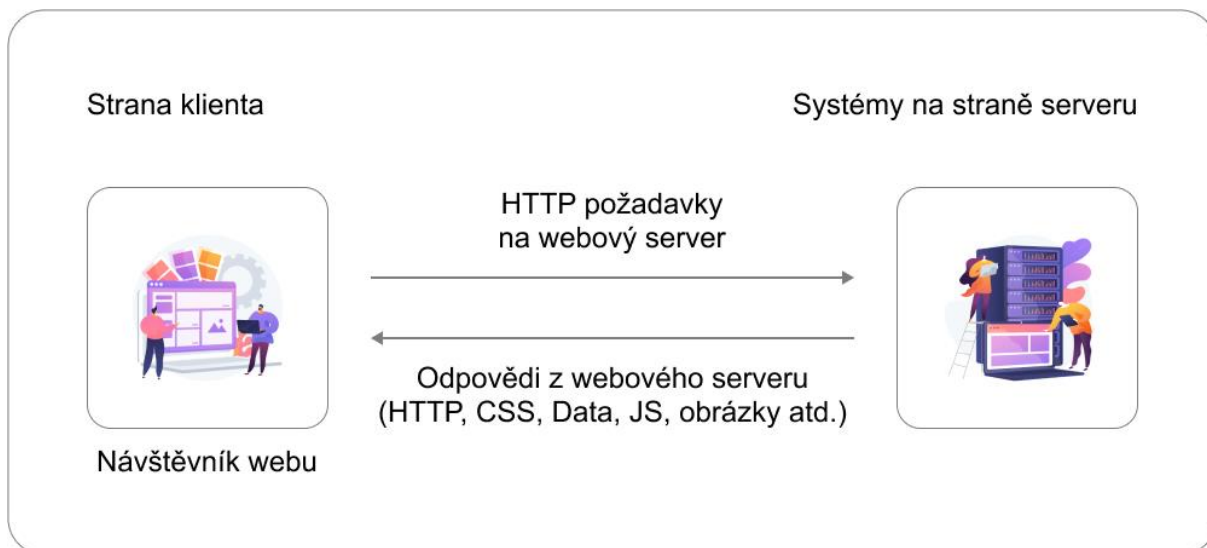 Strana klienta
Systémy na straně serveru
HTTP požadavky
na webový server
Odpovědi z webového serveru
(HTTP, CSS, Data, JS, obrázky atd.)
Návštěvník webu